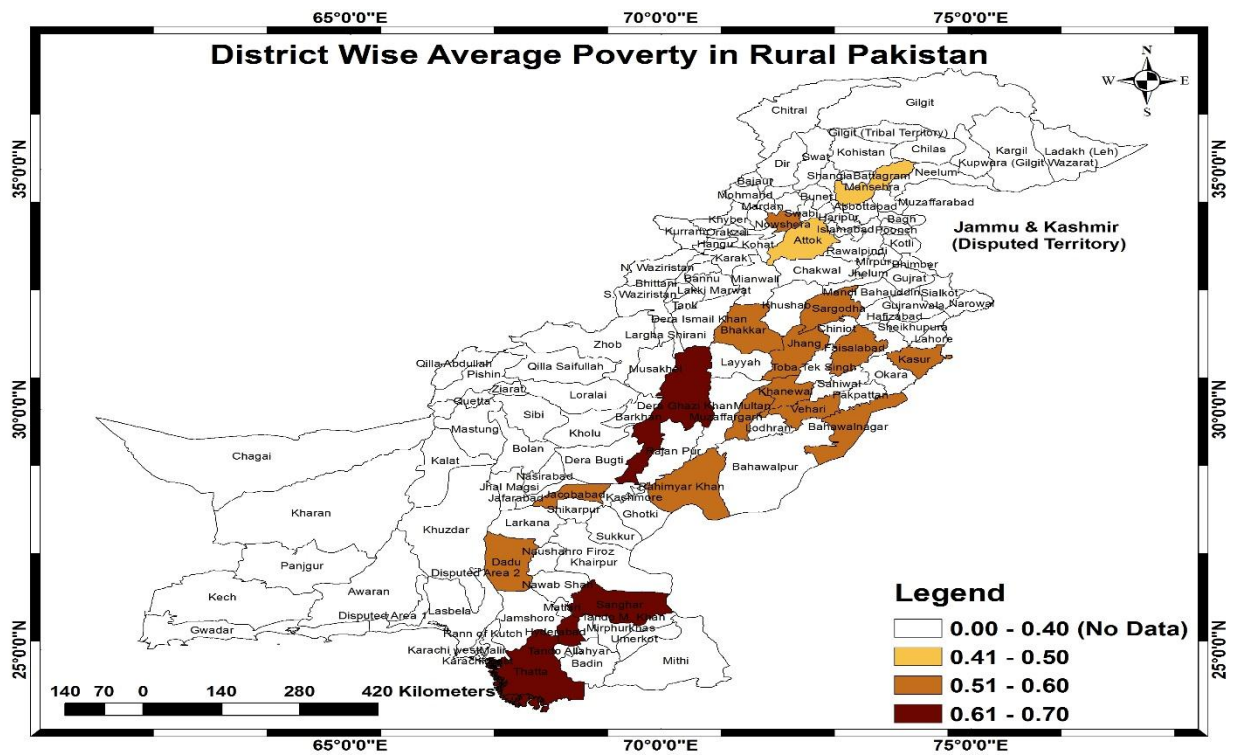 65°0'0"E 70°0'0"E 75°0'0"E
District Wise Average Poverty in Rural Pakistan
N
W E
S
35°0'0"N
30°0'0"N
25°0'0"N
35°0'0"N
30°0'0"N
25°0'0"N
Gilgit
Chitral
Gilgit (Tribal Territory)
Chilas
Kargil
Ladakh (Leh)
Kupwara (Gilgit Wazarat)
Kohistan
Swat
Dir
Neelum
Shangla
Battagram
Mansehra
Bajaur
Mohmand
Buner
Mardan
Abbottabad
Muzaffarabad
Swabi
Haripur
Khyber
Nowshera
Islamabad
Bagh
Poonch
Jammu & Kashmir
(Disputed Territory)
Kurram
Orakzai
Hangu
Kohat
Attok
Kotli
Rawalpindi
Karak
Mirpur
Bhimber
Chakwal
Jhelum
N. Waziristan
Bannu
Mianwali
Gujrat
Bhittani
Lakki Marwat
S. Waziristan
Tank
Mandi Bahauddin
Sialkot
Narowal
Khushab
Sargodha
Gujranwala
Hafizabad
Dera Ismail Khan
Bhakkar
Chiniot
Sheikhupura
Largha Shirani
Lahore
Zhob
Jhang
Faisalabad
Kasur
Qilla Abdullah
Qilla Saifullah
Musakhel
Layyah
Toba Tek Singh
Okara
Pishin
Sahiwal
Ziarat
Loralai
Khanewal
Pakpattan
Quetta
Dera Ghazi Khan
Multan
Vehari
Barkhan
Muzaffargarh
Sibi
Lodhran
Bahawalnagar
Mastung
Kholu
Chagai
Bolan
Rajan Pur
Kalat
Dera Bugti
Bahawalpur
Nasirabad
Jhal Magsi
Rahimyar Khan
Jafarabad
Jacobabad
Kashmore
Shikarpur
Ghotki
Kharan
Khuzdar
Larkana
Sukkur
Naushahro Firoz
Khairpur
Panjgur
Dadu
Disputed Area 2
Nawab Shah
Kech
Awaran
Matiari
Sanghar
Disputed Area 1
Lasbela
Jamshoro
Tando M. Khan
Gwadar
Rann of Kutch
Hyderabad
Mirphurkhas
Umerkot
Karachi west
Malir
Tando Allahyar
Badin
Mithi
Thatta
Legend
0.00 - 0.40 (No Data)
0.41 - 0.50
0.51 - 0.60
0.61 - 0.70
140 70 0 140 280 420 Kilometers
65°0'0"E 70°0'0"E 75°0'0"E